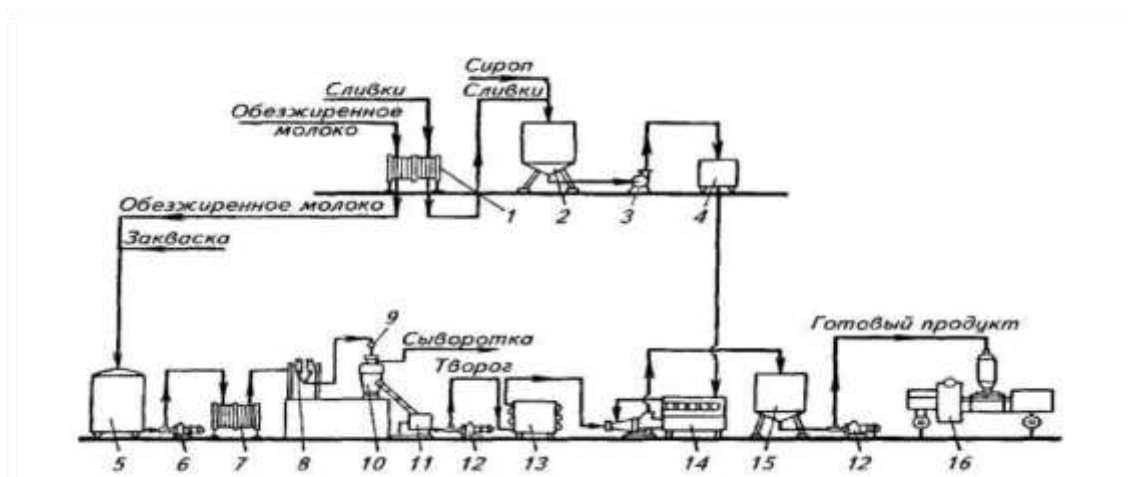 Сироп
Сливки
Сливки
Обезжиренное
молоко
1
2
3
4
Обезжиренное молоко
Закваска
9
Сыворотка
Творог
Готовый продукт
5
6
7
8
10
11
12
13
14
15
12
16